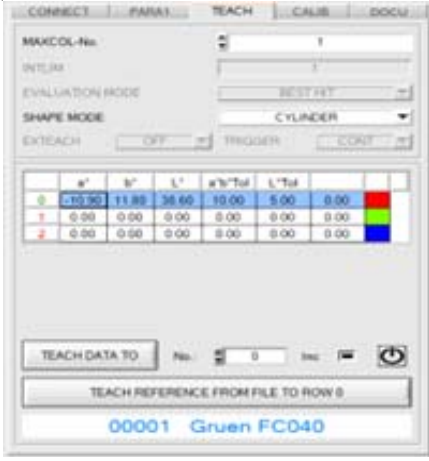 CONNECT PARA1 TEACH CALIB DOCU
MAXCOL-No. 1
INTLIM 1
EVALUATION MODE BEST HIT
SHAPE MODE CYLINDER
EXTEACH OFF TRIGGER CONT
a* b* L* a*b*Tol L*Tol
0 -10.90 11.80 38.60 10.00 5.00 0.00
1 0.00 0.00 0.00 0.00 0.00 0.00
2 0.00 0.00 0.00 0.00 0.00 0.00
TEACH DATA TO No.: 0 Inc
TEACH REFERENCE FROM FILE TO ROW 0
00001 Gruen FC040